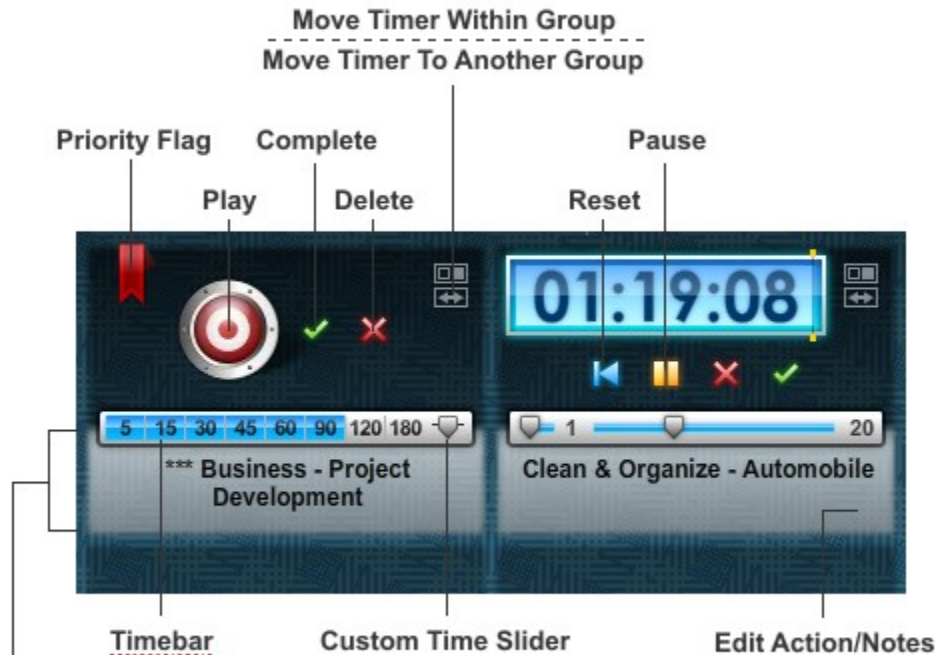 Move Timer Within Group
Move Timer To Another Group
Priority Flag
Complete
Pause
Play
Delete
Reset
01:19:08
5 15 30 45 60 90 120 180
1 20
*** Business - Project
Development
Clean & Organize - Automobile
Timebar
Custom Time Slider
Edit Action/Notes